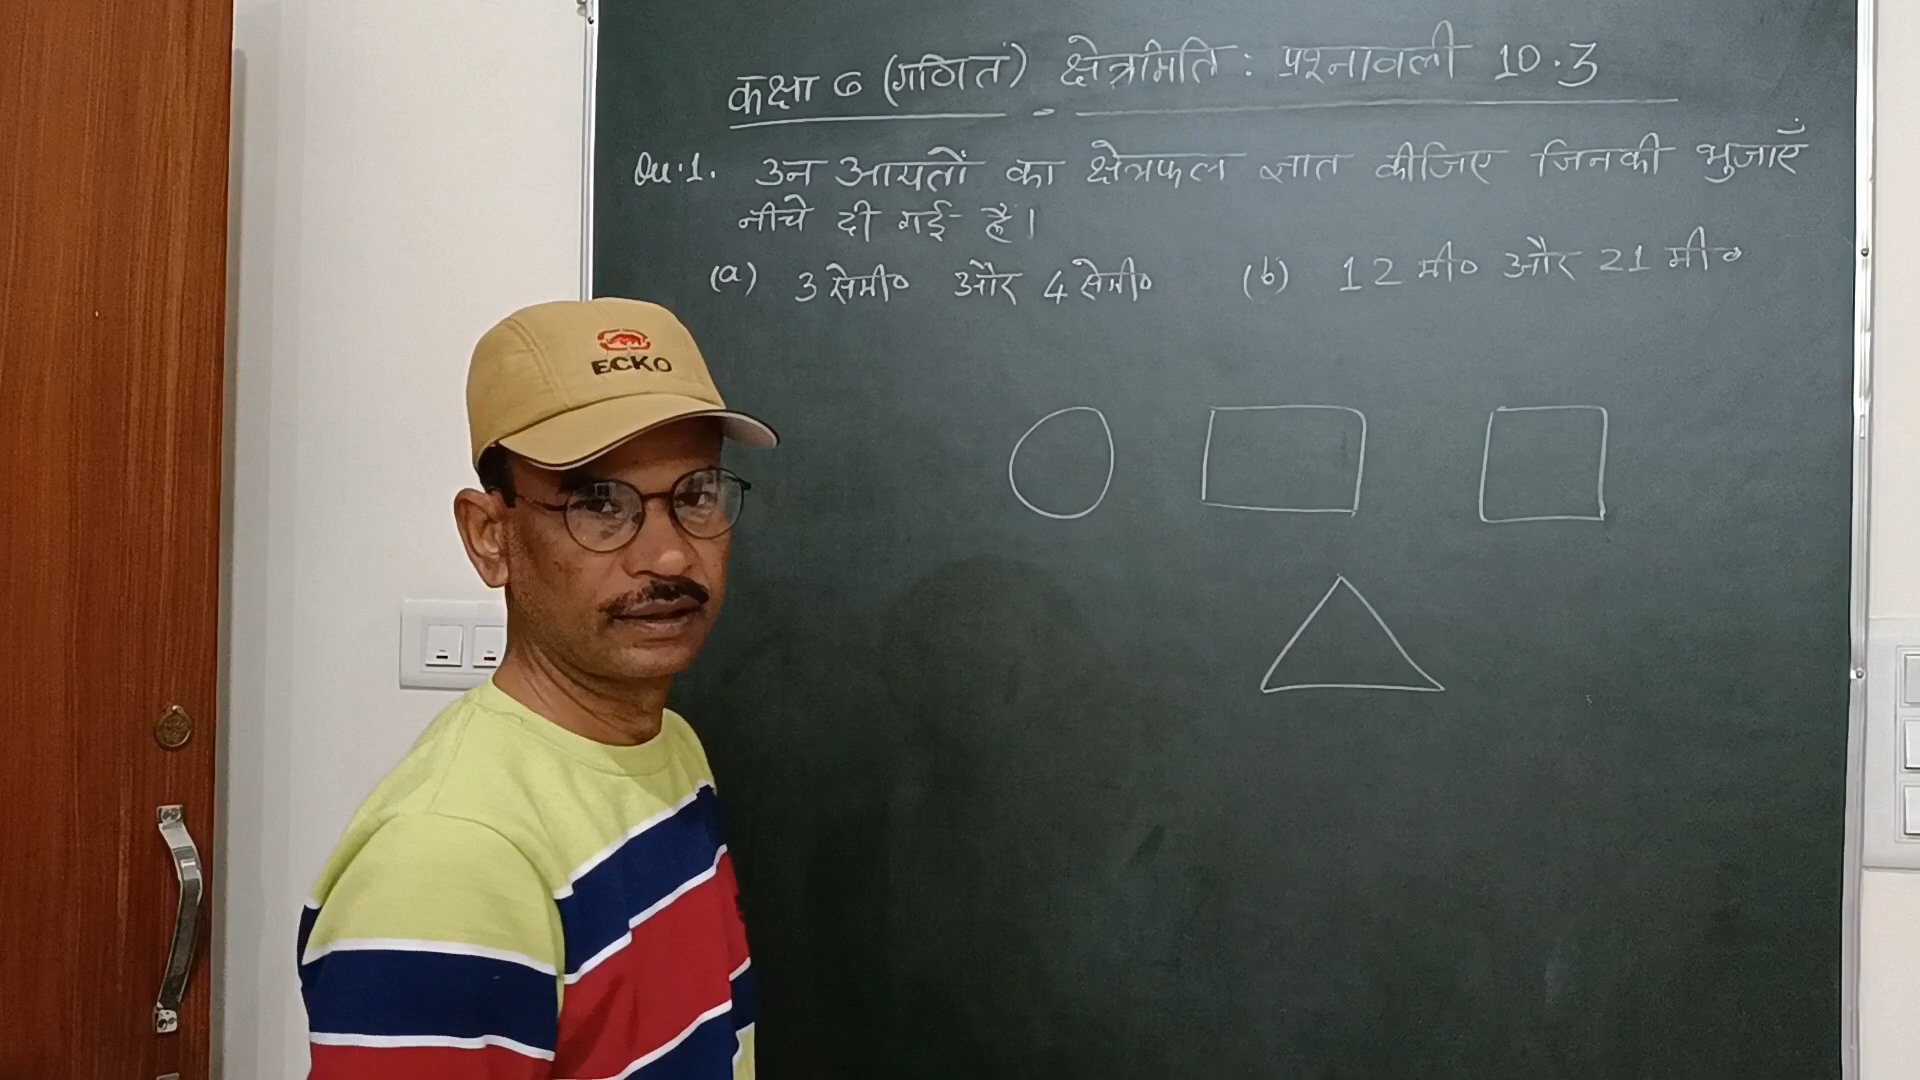 कक्षा 6 (गणित) क्षेत्रमिति : प्रश्नावली 10.3
Qu.1. उन आयतों का क्षेत्रफल ज्ञात कीजिए जिनकी भुजाएँ
नीचे दी गई है।
(a) 3 सेमी० और 4 सेमी० (b) 12 मी० और 21 मी०
ECKO